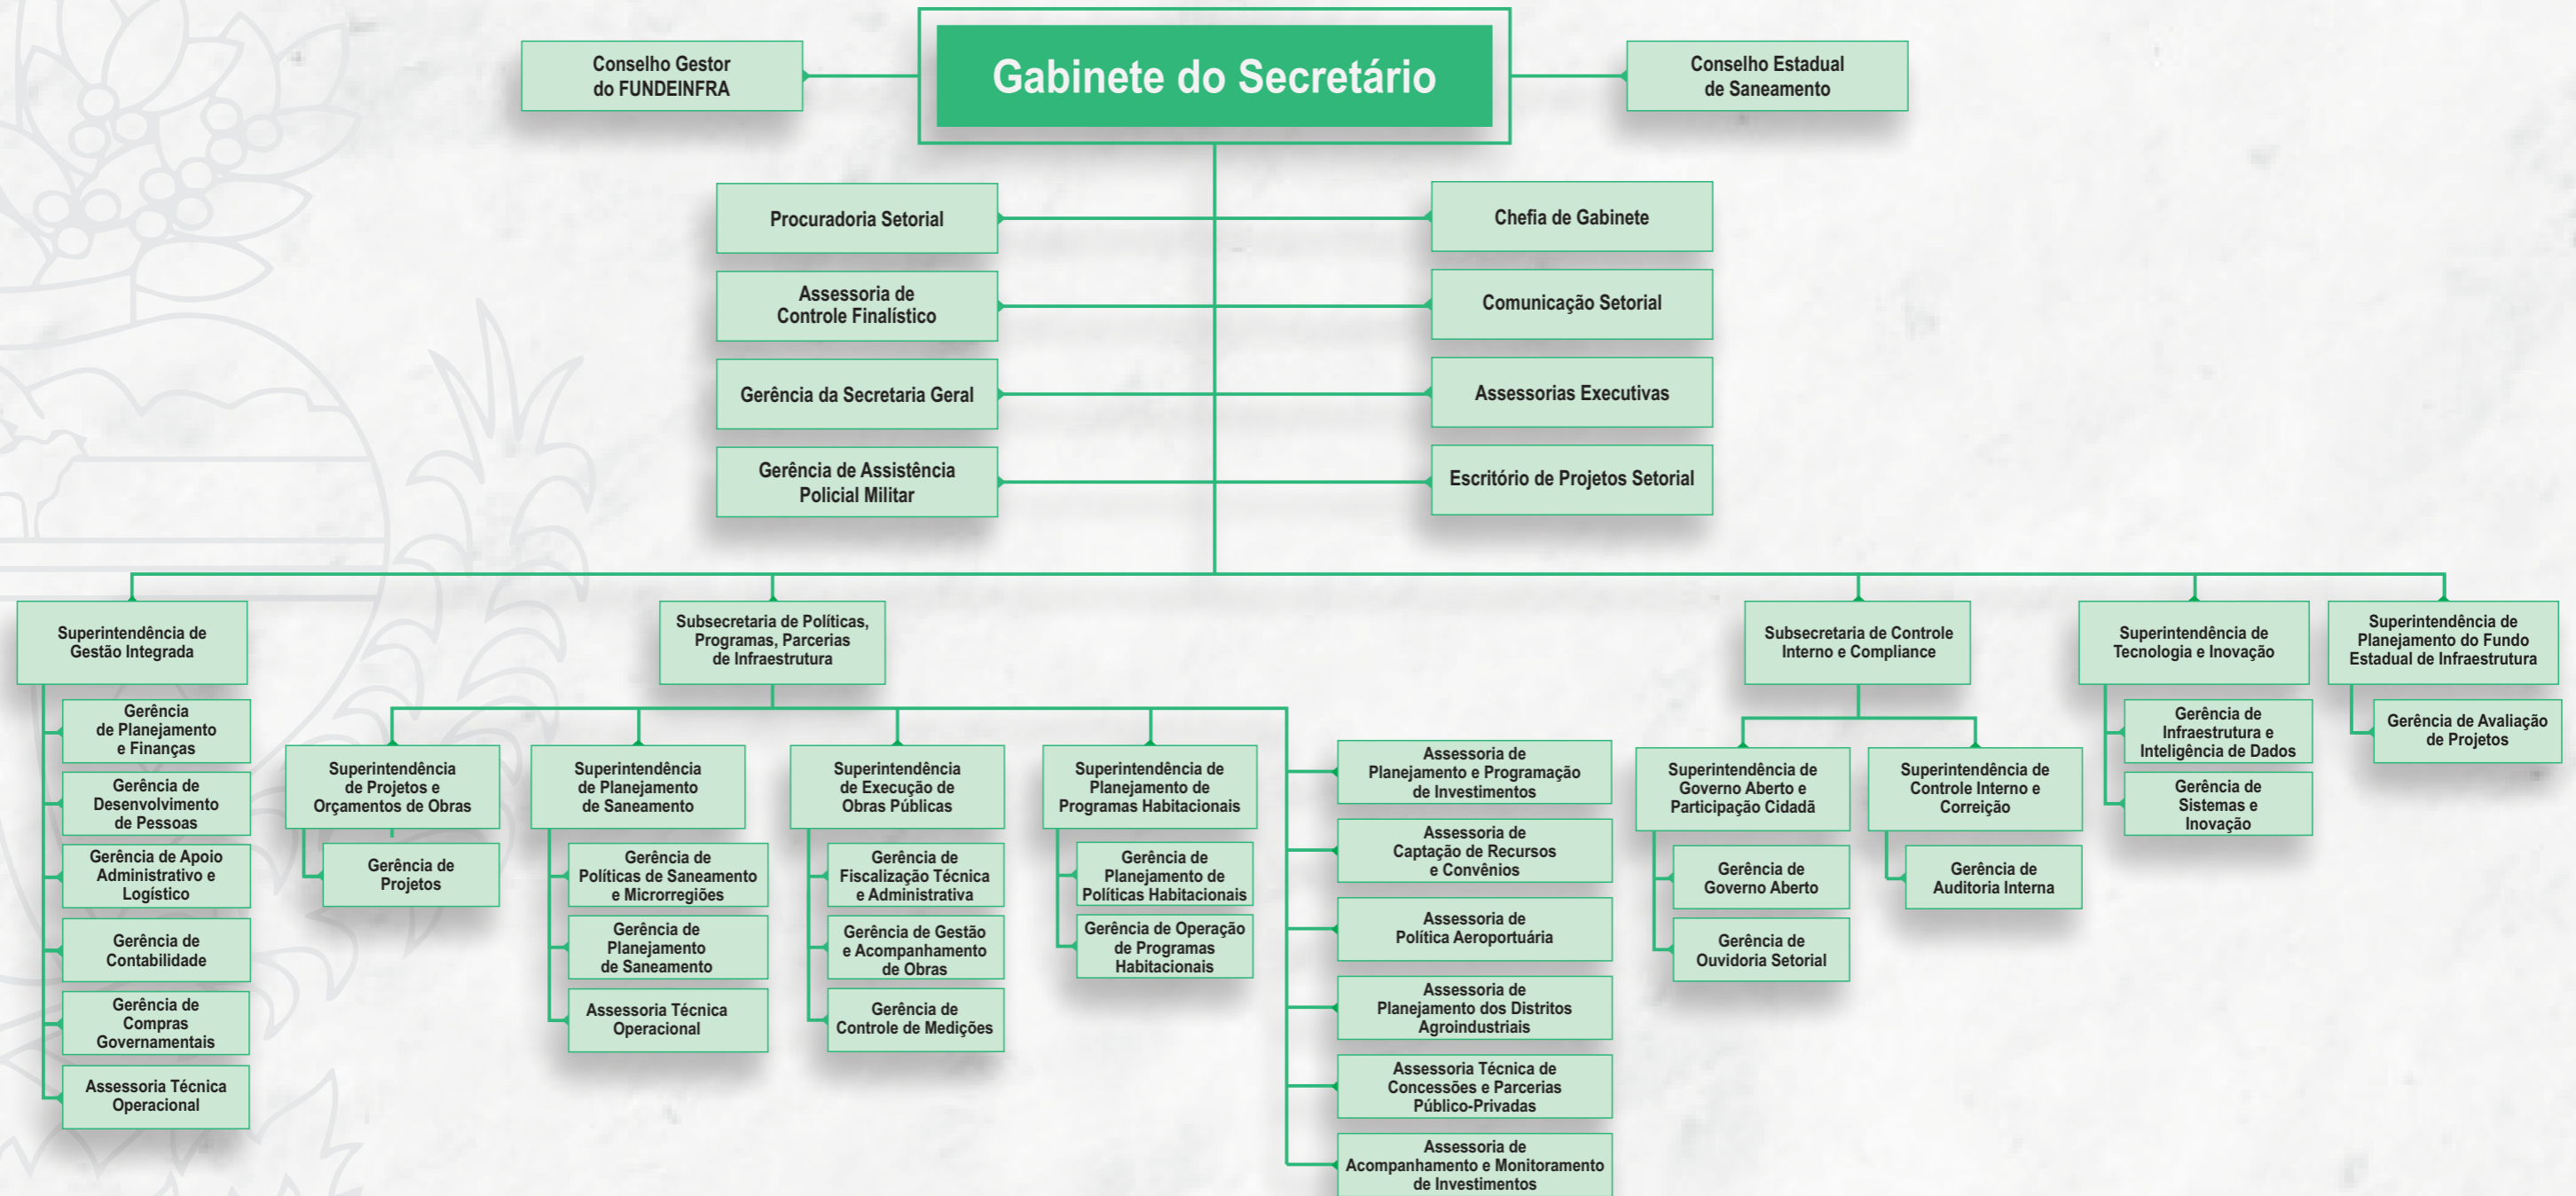 Conselho Gestor
do FUNDEINFRA
Gabinete do Secretário
Conselho Estadual
de Saneamento
Procuradoria Setorial
Chefia de Gabinete
Assessoria de
Controle Finalístico
Comunicação Setorial
Gerência da Secretaria Geral
Assessorias Executivas
Gerência de Assistência
Policial Militar
Escritório de Projetos Setorial
Superintendência de
Gestão Integrada
Gerência
de Planejamento
e Finanças
Gerência de
Desenvolvimento
de Pessoas
Gerência de Apoio
Administrativo e
Logístico
Gerência de
Contabilidade
Gerência de
Compras
Governamentais
Assessoria Técnica
Operacional
Subsecretaria de Políticas,
Programas, Parcerias
de Infraestrutura
Superintendência
de Projetos e
Orçamentos de Obras
Gerência de
Projetos
Superintendência
de Planejamento
de Saneamento
Gerência de
Políticas de Saneamento
e Microrregiões
Gerência de
Planejamento
de Saneamento
Assessoria Técnica
Operacional
Superintendência
de Execução de
Obras Públicas
Gerência de
Fiscalização Técnica
e Administrativa
Gerência de Gestão
e Acompanhamento
de Obras
Gerência de
Controle de Medições
Superintendência de
Planejamento de
Programas Habitacionais
Gerência de
Planejamento de
Políticas Habitacionais
Gerência de Operação
de Programas
Habitacionais
Assessoria de
Planejamento e Programação
de Investimentos
Assessoria de
Captação de Recursos
e Convênios
Assessoria de
Política Aeroportuária
Assessoria de
Planejamento dos Distritos
Agroindustriais
Assessoria Técnica de
Concessões e Parcerias
Público-Privadas
Assessoria de
Acompanhamento e Monitoramento
de Investimentos
Subsecretaria de Controle
Interno e Compliance
Superintendência de
Governo Aberto e
Participação Cidadã
Gerência de
Governo Aberto
Gerência de
Ouvidoria Setorial
Superintendência de
Controle Interno e
Correição
Gerência de
Auditoria Interna
Superintendência de
Tecnologia e Inovação
Gerência de
Infraestrutura e
Inteligência de Dados
Gerência de
Sistemas e
Inovação
Superintendência de
Planejamento do Fundo
Estadual de Infraestrutura
Gerência de Avaliação
de Projetos